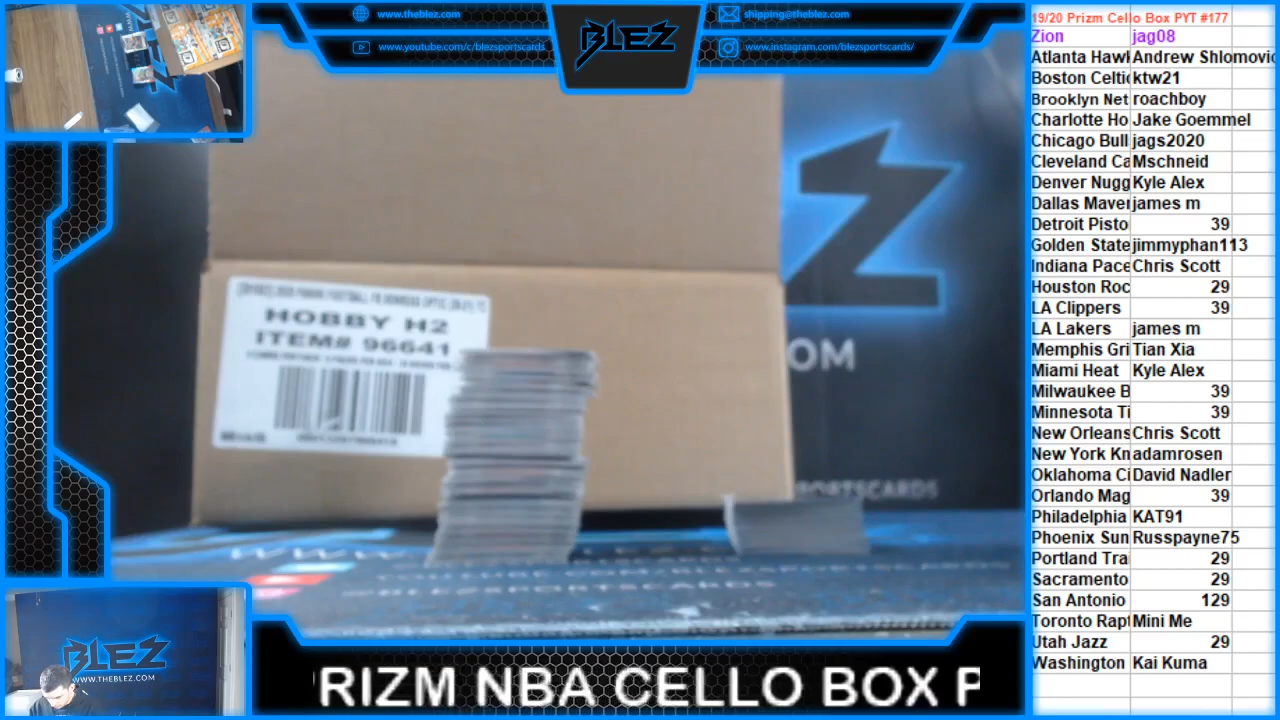 www.theblez.com
shipping@theblez.com
www.youtube.com/c/blezsportscards
www.instagram.com/blezsportscards/
BLEZ
19/20 Prizm Cello Box PYT #177
Zion jag08
Atlanta Hawk Andrew Shlomovic
Boston Celtic ktw21
Brooklyn Net roachboy
Charlotte Ho Jake Goemmel
Chicago Bull jags2020
Cleveland Ca Mschneid
Denver Nugg Kyle Alex
Dallas Maver james m
Detroit Pisto 39
Golden State jimmyphan113
Indiana Pace Chris Scott
Houston Roc 29
LA Clippers 39
LA Lakers james m
Memphis Gri Tian Xia
Miami Heat Kyle Alex
Milwaukee B 39
Minnesota Ti 39
New Orleans Chris Scott
New York Kn adamrosen
Oklahoma Ci David Nadler
Orlando Mag 39
Philadelphia KAT91
Phoenix Sun Russpayne75
Portland Tra 29
Sacramento 29
San Antonio 129
Toronto Rapt Mini Me
Utah Jazz 29
Washington Kai Kuma
HOBBY H2
ITEM# 96641
Z
OM
SPORTSCARDS
WWW
BLEZSPORTSCARDS
BLEZ
WWW.THEBLEZ.COM
RIZM NBA CELLO BOX P